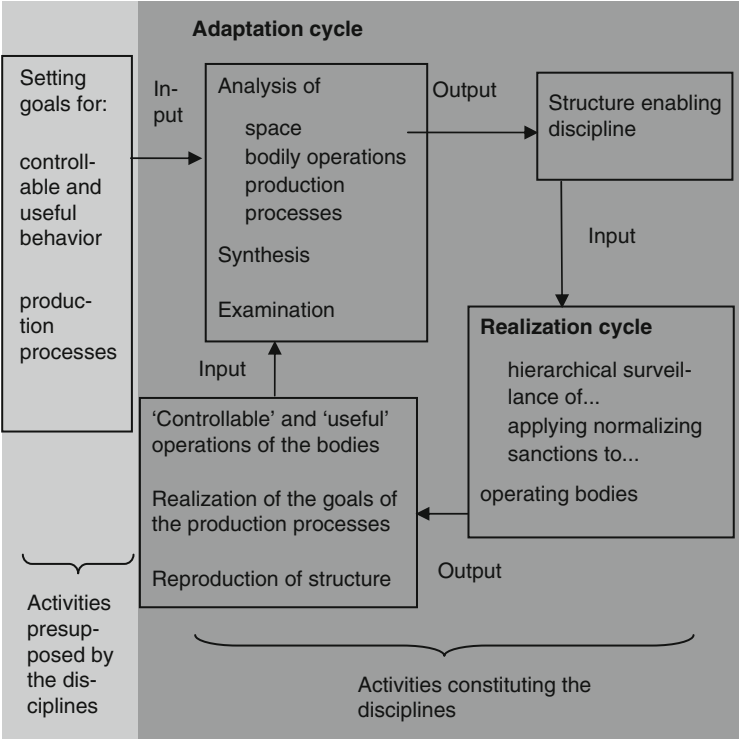 Adaptation cycle
Setting
goals for:
controll-
able and
useful
behavior
produc-
tion
processes
In-
put
Analysis of
space
bodily operations
production
processes
Synthesis
Examination
Output
Structure enabling
discipline
Input
Realization cycle
hierarchical surveil-
lance of...
applying normalizing
sanctions to...
operating bodies
Output
Input
‘Controllable’ and ‘useful’
operations of the bodies
Realization of the goals of
the production processes
Reproduction of structure
Activities
presup-
posed by
the dis-
ciplines
Activities constituting the
disciplines